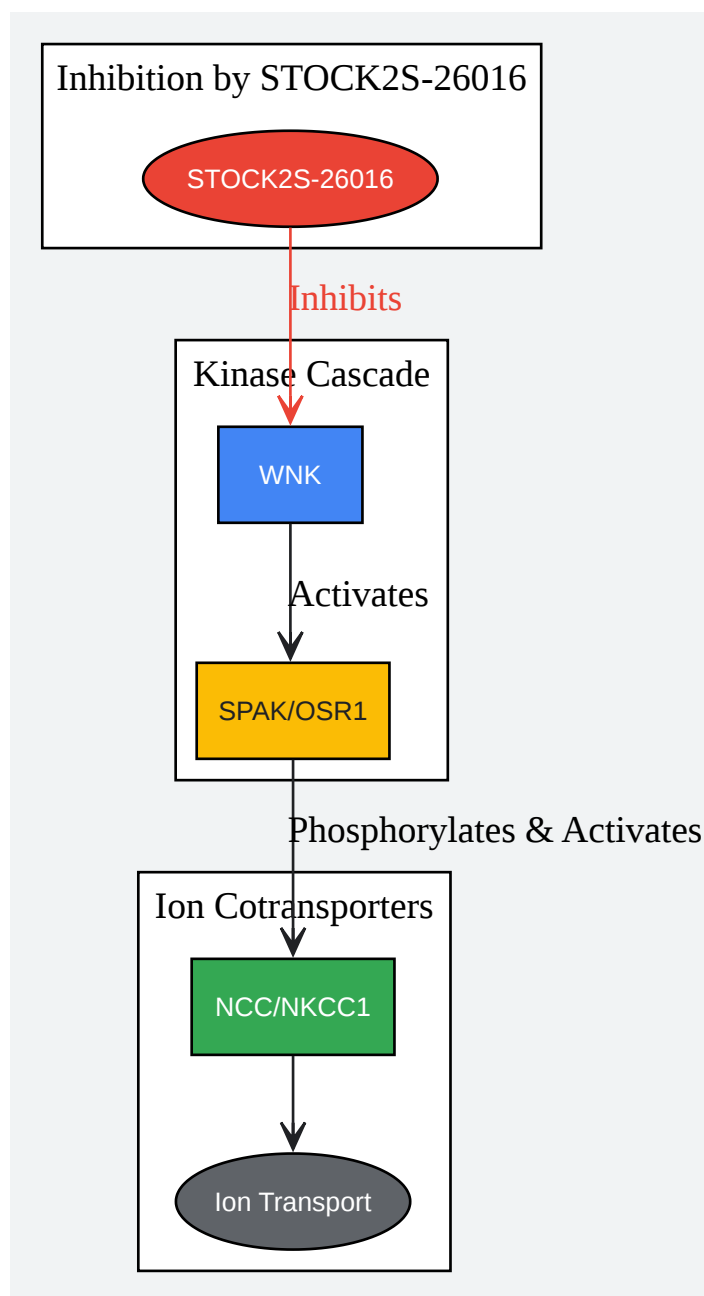 Inhibition by STOCK2S-26016
STOCK2S-26016
Inhibits
Kinase Cascade
WNK
Activates
SPAK/OSR1
Phosphorylates & Activates
Ion Cotransporters
NCC/NKCC1
Ion Transport